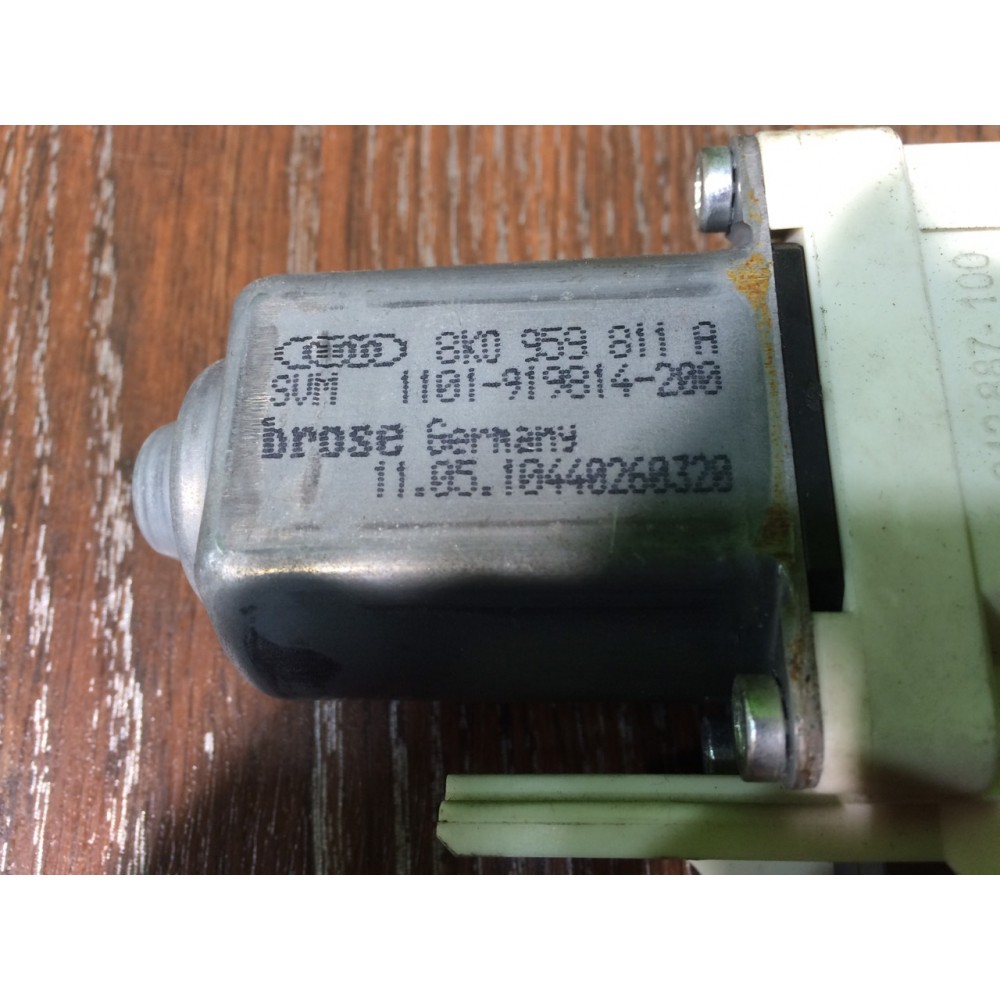 8K0 959 811 A
SVM 1101-919814-200
brose Germany
11.05.10440260320